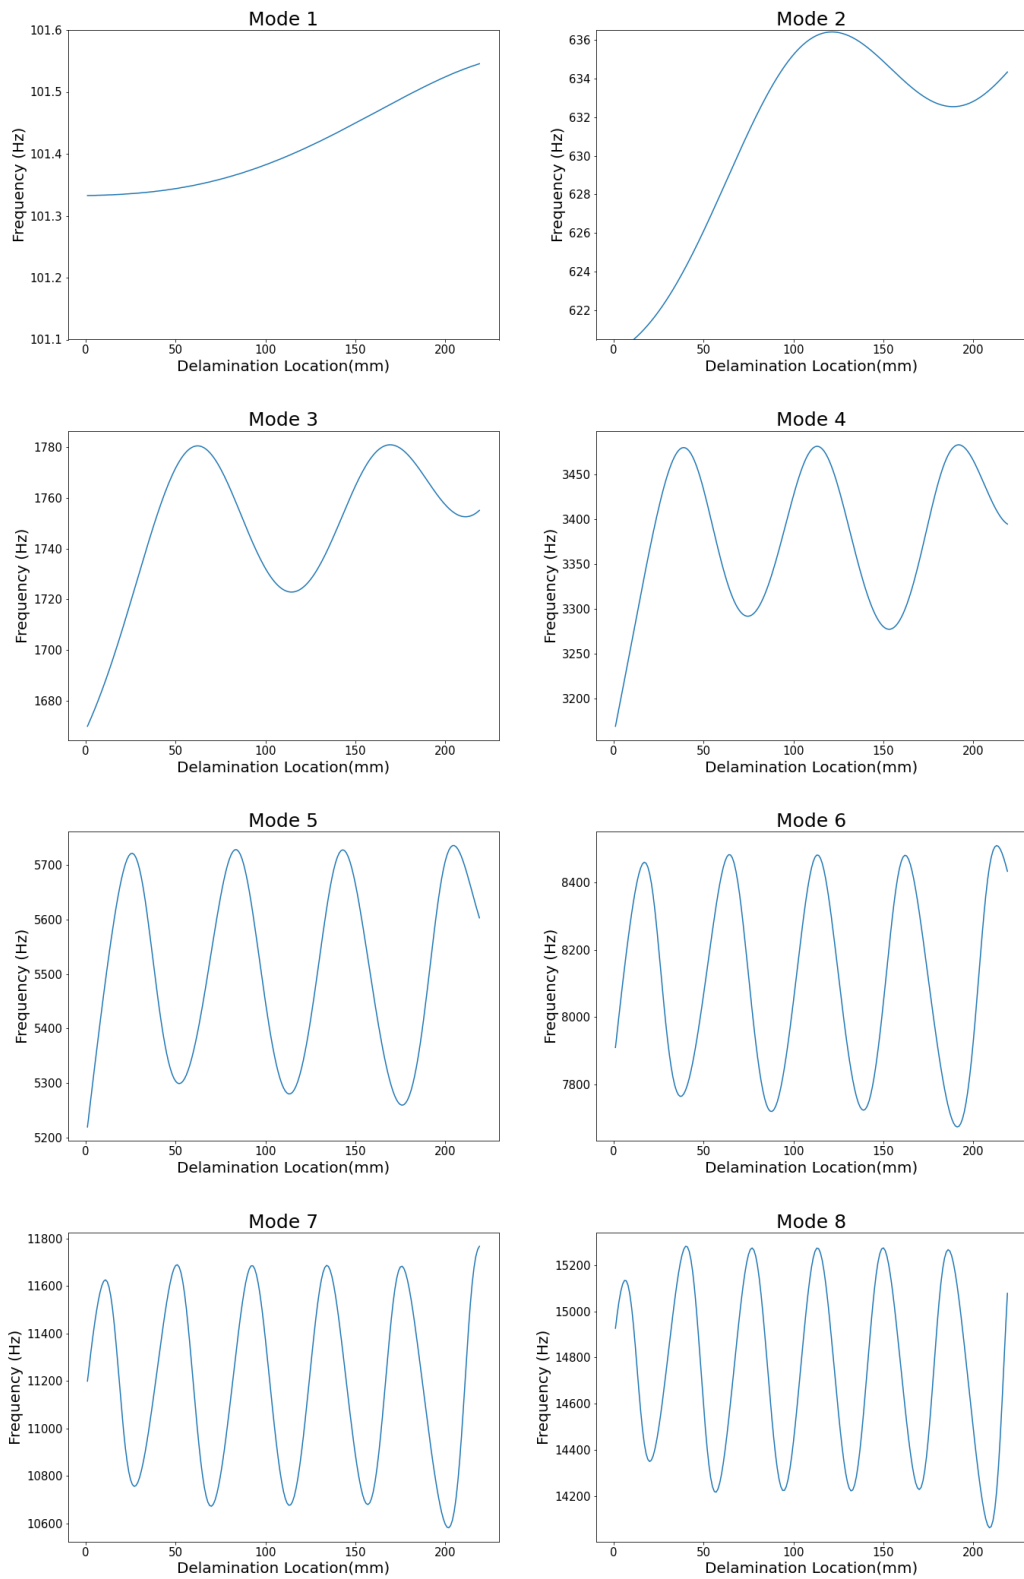 Mode 1
Frequency (Hz)
101.6
101.5
101.4
101.3
101.2
101.1
0 50 100 150 200
Delamination Location(mm)
Mode 2
Frequency (Hz)
636
634
632
630
628
626
624
622
0 50 100 150 200
Delamination Location(mm)
Mode 3
Frequency (Hz)
1780
1760
1740
1720
1700
1680
0 50 100 150 200
Delamination Location(mm)
Mode 4
Frequency (Hz)
3450
3400
3350
3300
3250
3200
0 50 100 150 200
Delamination Location(mm)
Mode 5
Frequency (Hz)
5700
5600
5500
5400
5300
5200
0 50 100 150 200
Delamination Location(mm)
Mode 6
Frequency (Hz)
8400
8200
8000
7800
0 50 100 150 200
Delamination Location(mm)
Mode 7
Frequency (Hz)
11800
11600
11400
11200
11000
10800
10600
0 50 100 150 200
Delamination Location(mm)
Mode 8
Frequency (Hz)
15200
15000
14800
14600
14400
14200
0 50 100 150 200
Delamination Location(mm)